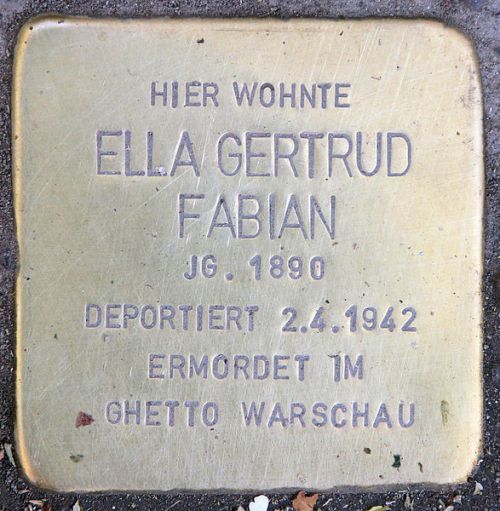 HIER WOHNTE
ELLA GERTRUD
FABIAN
JG. 1890
DEPORTIERT 2.4.1942
ERMORDET IM
GHETTO WARSCHAU